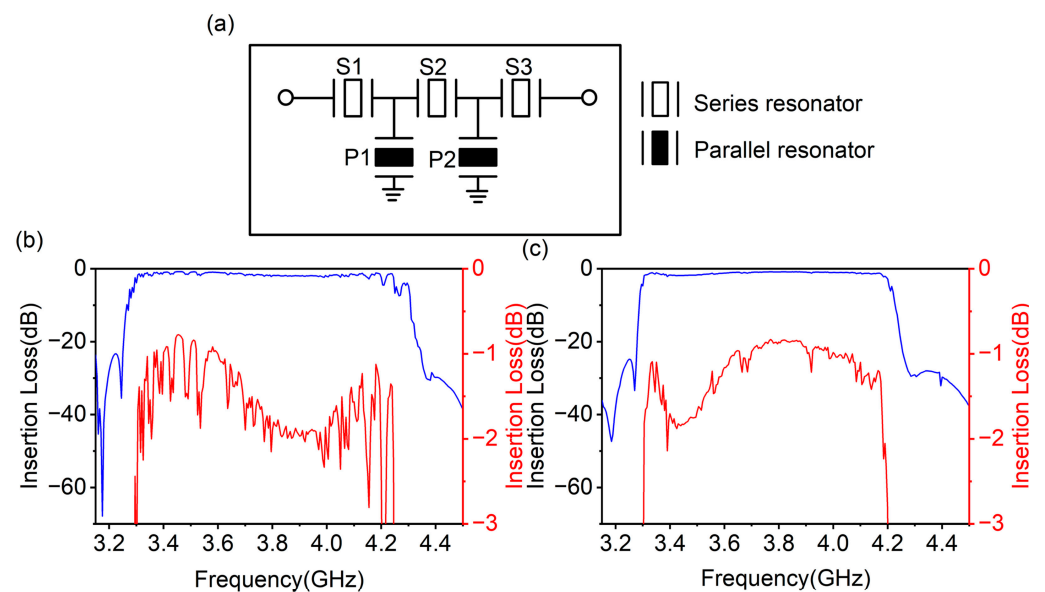 (a)
S1 S2 S3
P1 P2
Series resonator
Parallel resonator
(b)
0
−20
−40
−60
Insertion Loss(dB)
0
−1
−2
−3
Insertion Loss(dB)
3.2 3.4 3.6 3.8 4.0 4.2 4.4
Frequency(GHz)
(c)
0
−20
−40
−60
Insertion Loss(dB)
0
−1
−2
−3
Insertion Loss(dB)
3.2 3.4 3.6 3.8 4.0 4.2 4.4
Frequency(GHz)